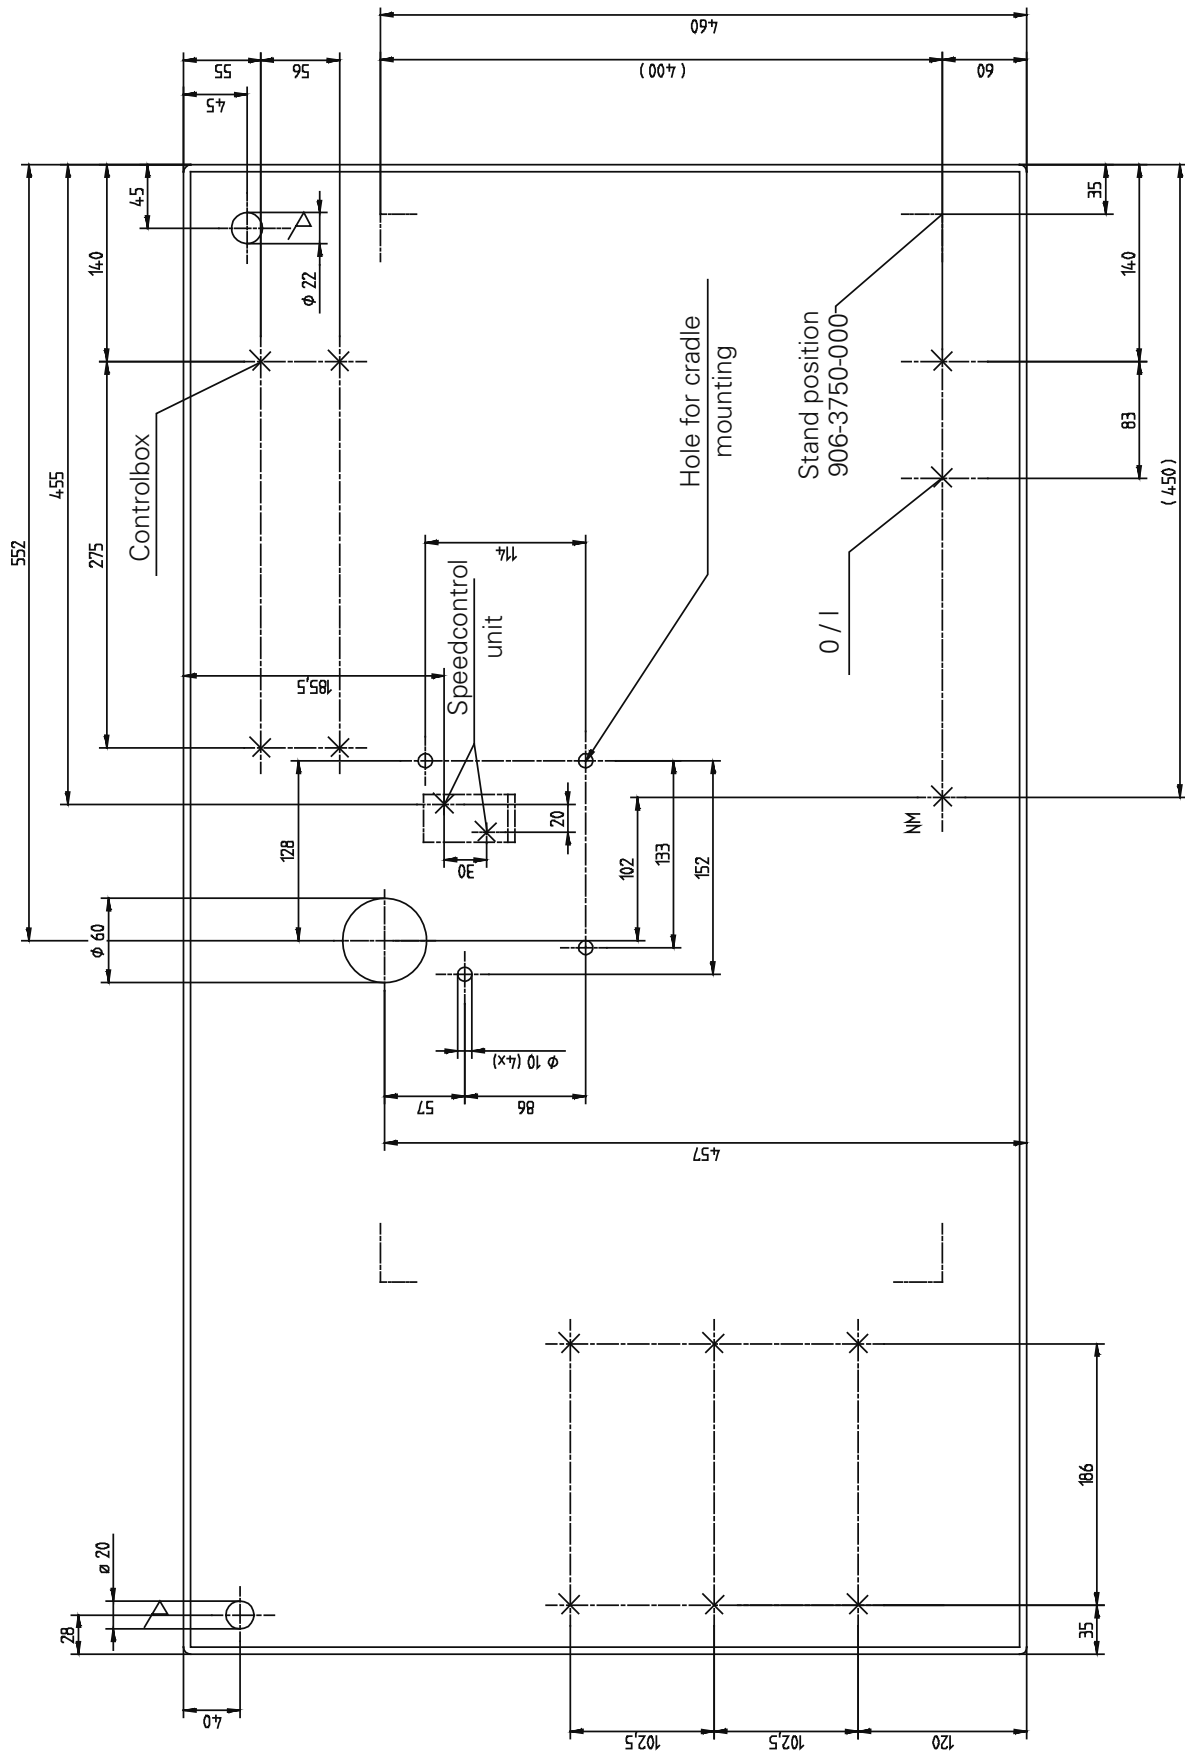 460
( 400 )
60
55
56
45
35
140
83
( 450 )
552
455
140
45
275
Φ 22
Controlbox
Hole for cradle
mounting
Stand position
906-3750-000
0 / I
114
185,5
Speedcontrol
unit
128
30
20
102
133
152
NM
Φ 60
Φ 10 (4x)
57
86
457
186
35
ø 20
28
40
102,5
102,5
120